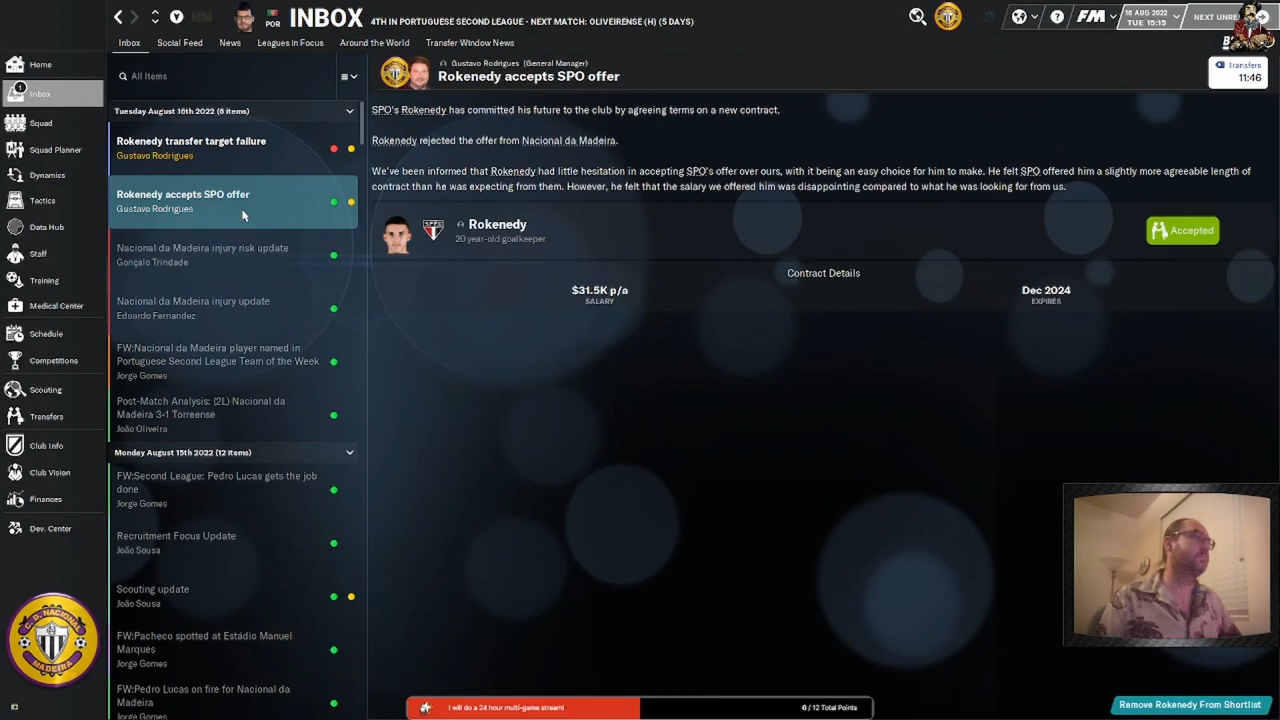 POR
INBOX
4TH IN PORTUGUESE SECOND LEAGUE - NEXT MATCH: OLIVEIRENSE (H) (5 DAYS)
FM
16 AUG 2022
TUE 15:15
Inbox
Social Feed
News
Leagues in Focus
Around the World
Transfer Window News
Home
Inbox
1
Squad
Squad Planner
Dynamics
Tactics
Data Hub
Staff
Training
Medical Center
Schedule
Competitions
Scouting
Transfers
Club Info
Club Vision
Finances
Dev. Center
C. D. NACIONAL
MADEIRA
All Items
Tuesday August 16th 2022 (6 items)
Rokenedy transfer target failure
Gustavo Rodrigues
Rokenedy accepts SPO offer
Gustavo Rodrigues
Nacional da Madeira injury risk update
Gonçalo Trindade
Nacional da Madeira injury update
Eduardo Fernandez
FW:Nacional da Madeira player named in
Portuguese Second League Team of the Week
Jorge Gomes
Post-Match Analysis: (2L) Nacional da
Madeira 3-1 Torreense
João Oliveira
Monday August 15th 2022 (12 items)
FW:Second League: Pedro Lucas gets the job
done
Jorge Gomes
Recruitment Focus Update
João Sousa
Scouting update
João Sousa
FW:Pacheco spotted at Estádio Manuel
Marques
Jorge Gomes
FW:Pedro Lucas on fire for Nacional da
Madeira
Jorge Gomes
Gustavo Rodrigues (General Manager)
Rokenedy accepts SPO offer
Transfers
11:46
SPO's Rokenedy has committed his future to the club by agreeing terms on a new contract.
Rokenedy rejected the offer from Nacional da Madeira.
We've been informed that Rokenedy had little hesitation in accepting SPO's offer over ours, with it being an easy choice for him to make. He felt SPO offered him a slightly more agreeable length of
contract than he was expecting from them. However, he felt that the salary we offered him was disappointing compared to what he was looking for from us.
Rokenedy
20 year-old goalkeeper
Accepted
Contract Details
$31.5K p/a
SALARY
Dec 2024
EXPIRES
I will do a 24 hour multi-game stream!
6 / 12 Total Points
Remove Rokenedy From Shortlist